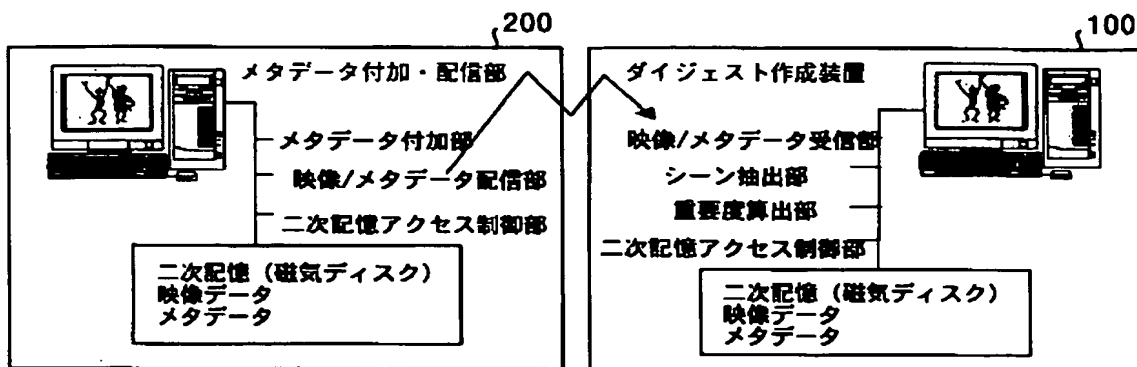 200
メタデータ付加・配信部
メタデータ付加部
映像/メタデータ配信部
二次記憶アクセス制御部
二次記憶（磁気ディスク）
映像データ
メタデータ
100
ダイジェスト作成装置
映像/メタデータ受信部
シーン抽出部
重要度算出部
二次記憶アクセス制御部
二次記憶（磁気ディスク）
映像データ
メタデータ